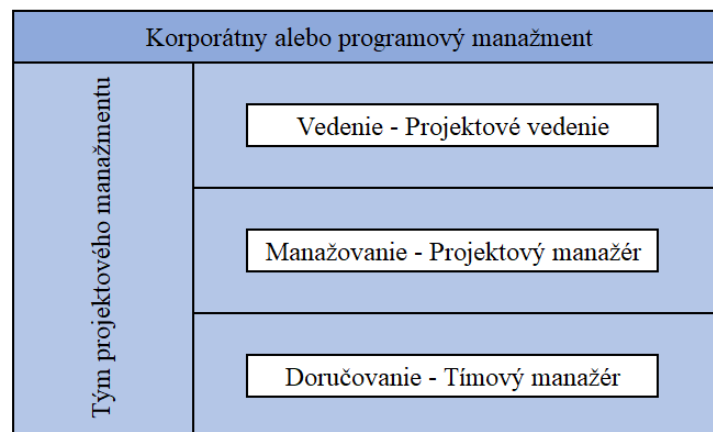 Korporátny alebo programový manažment
Tým projektového manažmentu
Vedenie - Projektové vedenie
Manažovanie - Projektový manažér
Doručovanie - Tímový manažér